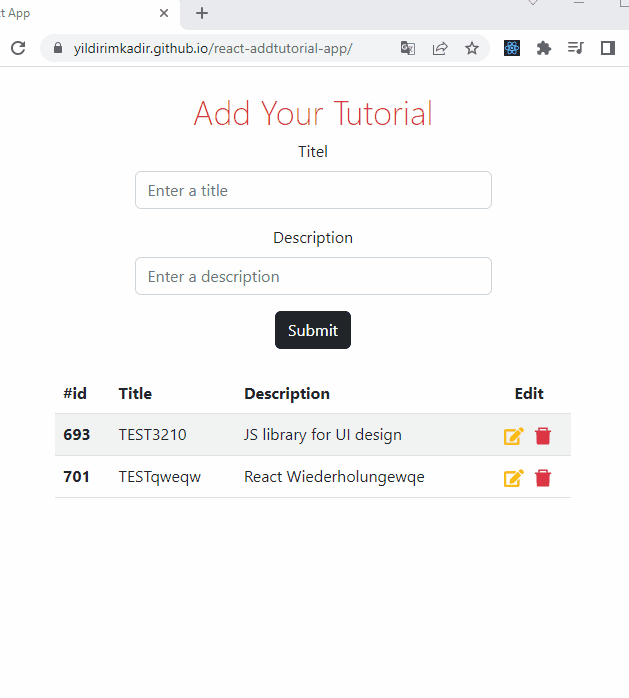 ct App
yildirimkadir.github.io/react-addtutorial-app/
Add Your Tutorial
Titel
Enter a title
Description
Enter a description
Submit
#id Title Description Edit
693 TEST3210 JS library for UI design
701 TESTqweqw React Wiederholungewqe